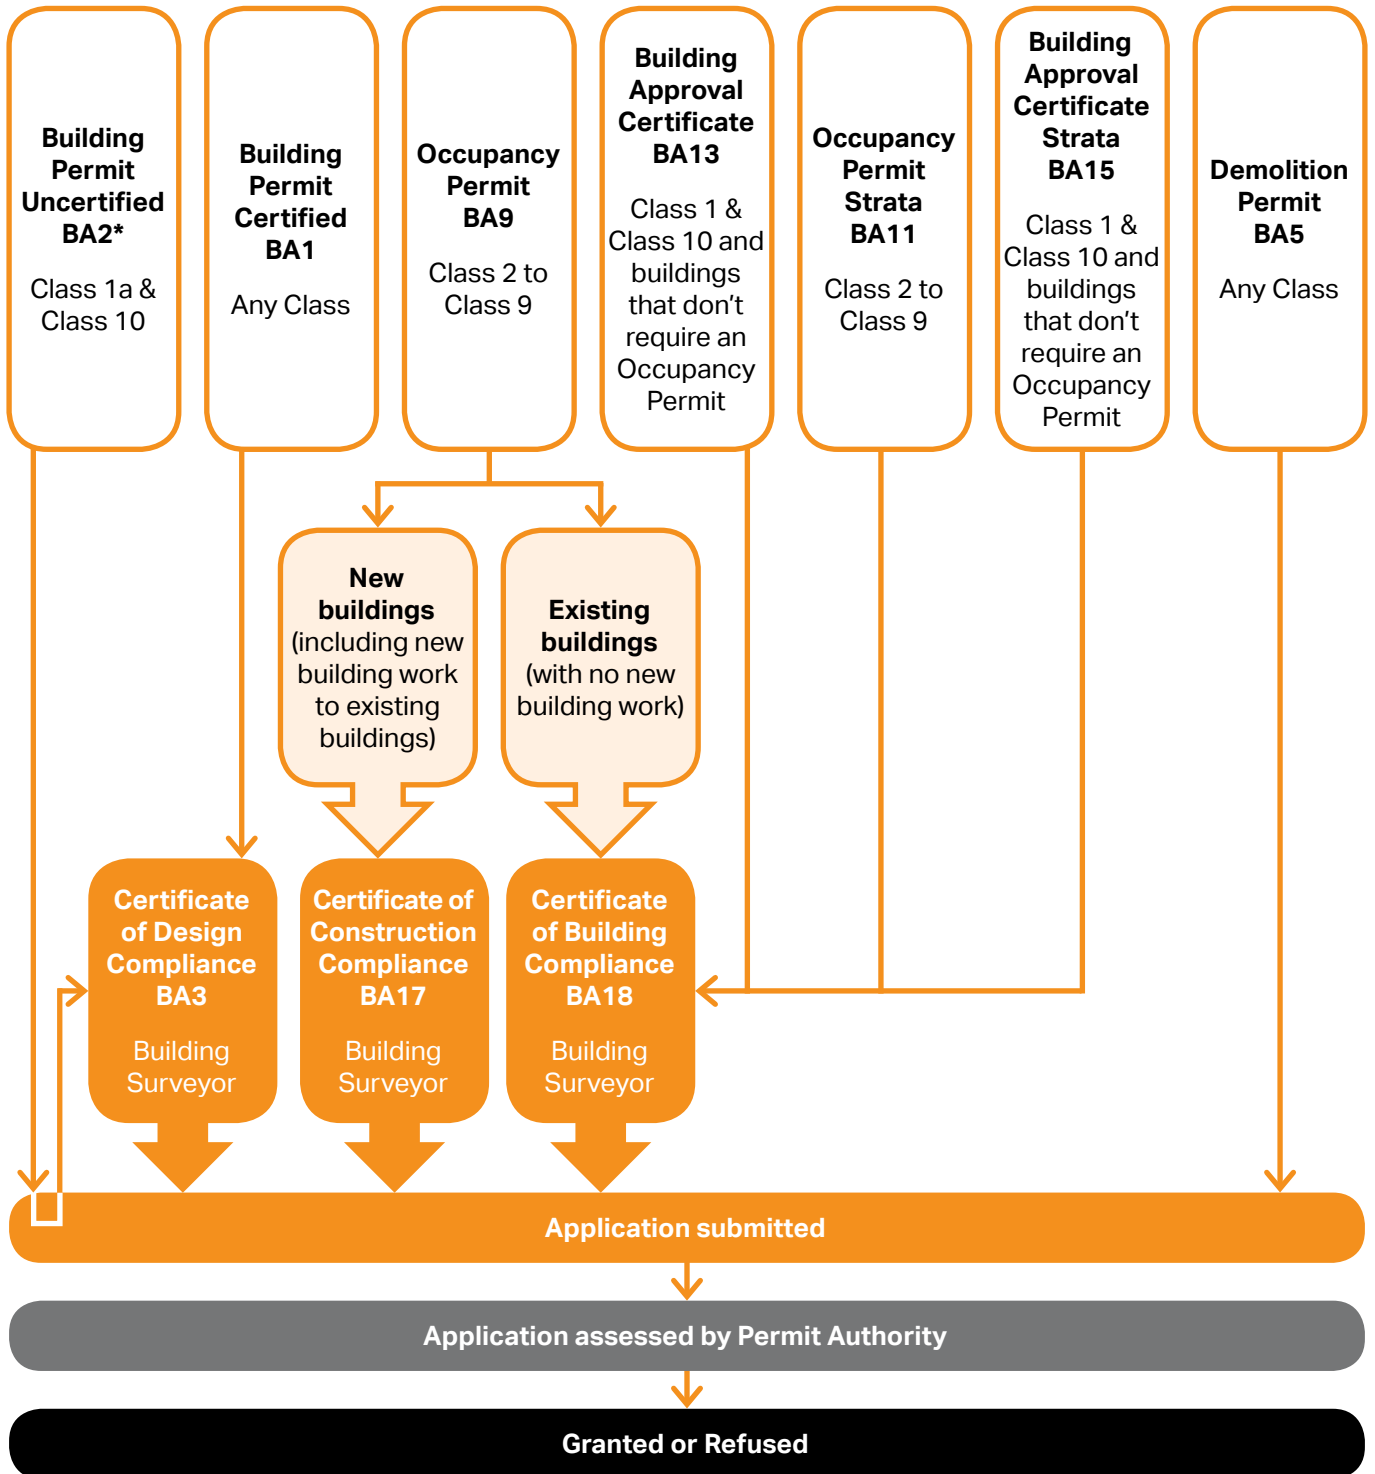 Building
Permit
Uncertified
BA2*
Class 1a &
Class 10
Building
Permit
Certified
BA1
Any Class
Occupancy
Permit
BA9
Class 2 to
Class 9
Building
Approval
Certificate
BA13
Class 1 &
Class 10 and
buildings
that don't
require an
Occupancy
Permit
Occupancy
Permit
Strata
BA11
Class 2 to
Class 9
Building
Approval
Certificate
Strata
BA15
Class 1 &
Class 10 and
buildings
that don't
require an
Occupancy
Permit
Demolition
Permit
BA5
Any Class
New
buildings
(including new
building work
to existing
buildings)
Existing
buildings
(with no new
building work)
Certificate
of Design
Compliance
BA3
Building
Surveyor
Certificate of
Construction
Compliance
BA17
Building
Surveyor
Certificate
of Building
Compliance
BA18
Building
Surveyor
Application submitted
Application assessed by Permit Authority
Granted or Refused